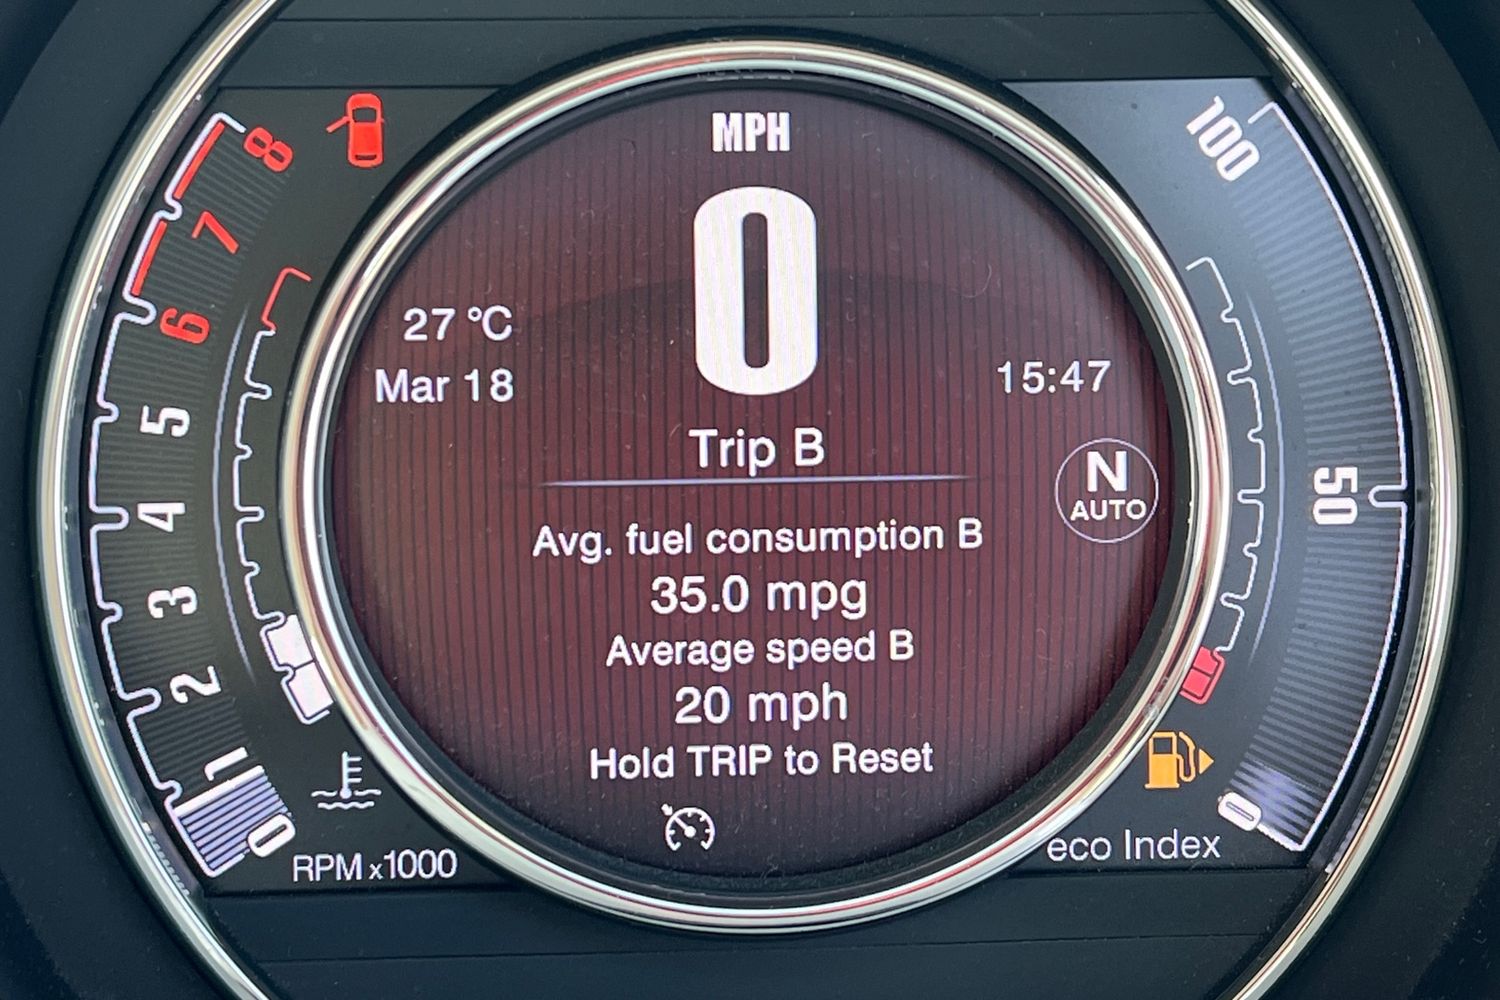 MPH
0
27 °C
Mar 18
15:47
Trip B
N
AUTO
Avg. fuel consumption B
35.0 mpg
Average speed B
20 mph
Hold TRIP to Reset
8
7
6
5
4
3
2
1
0
RPM x1000
100
50
0
eco Index